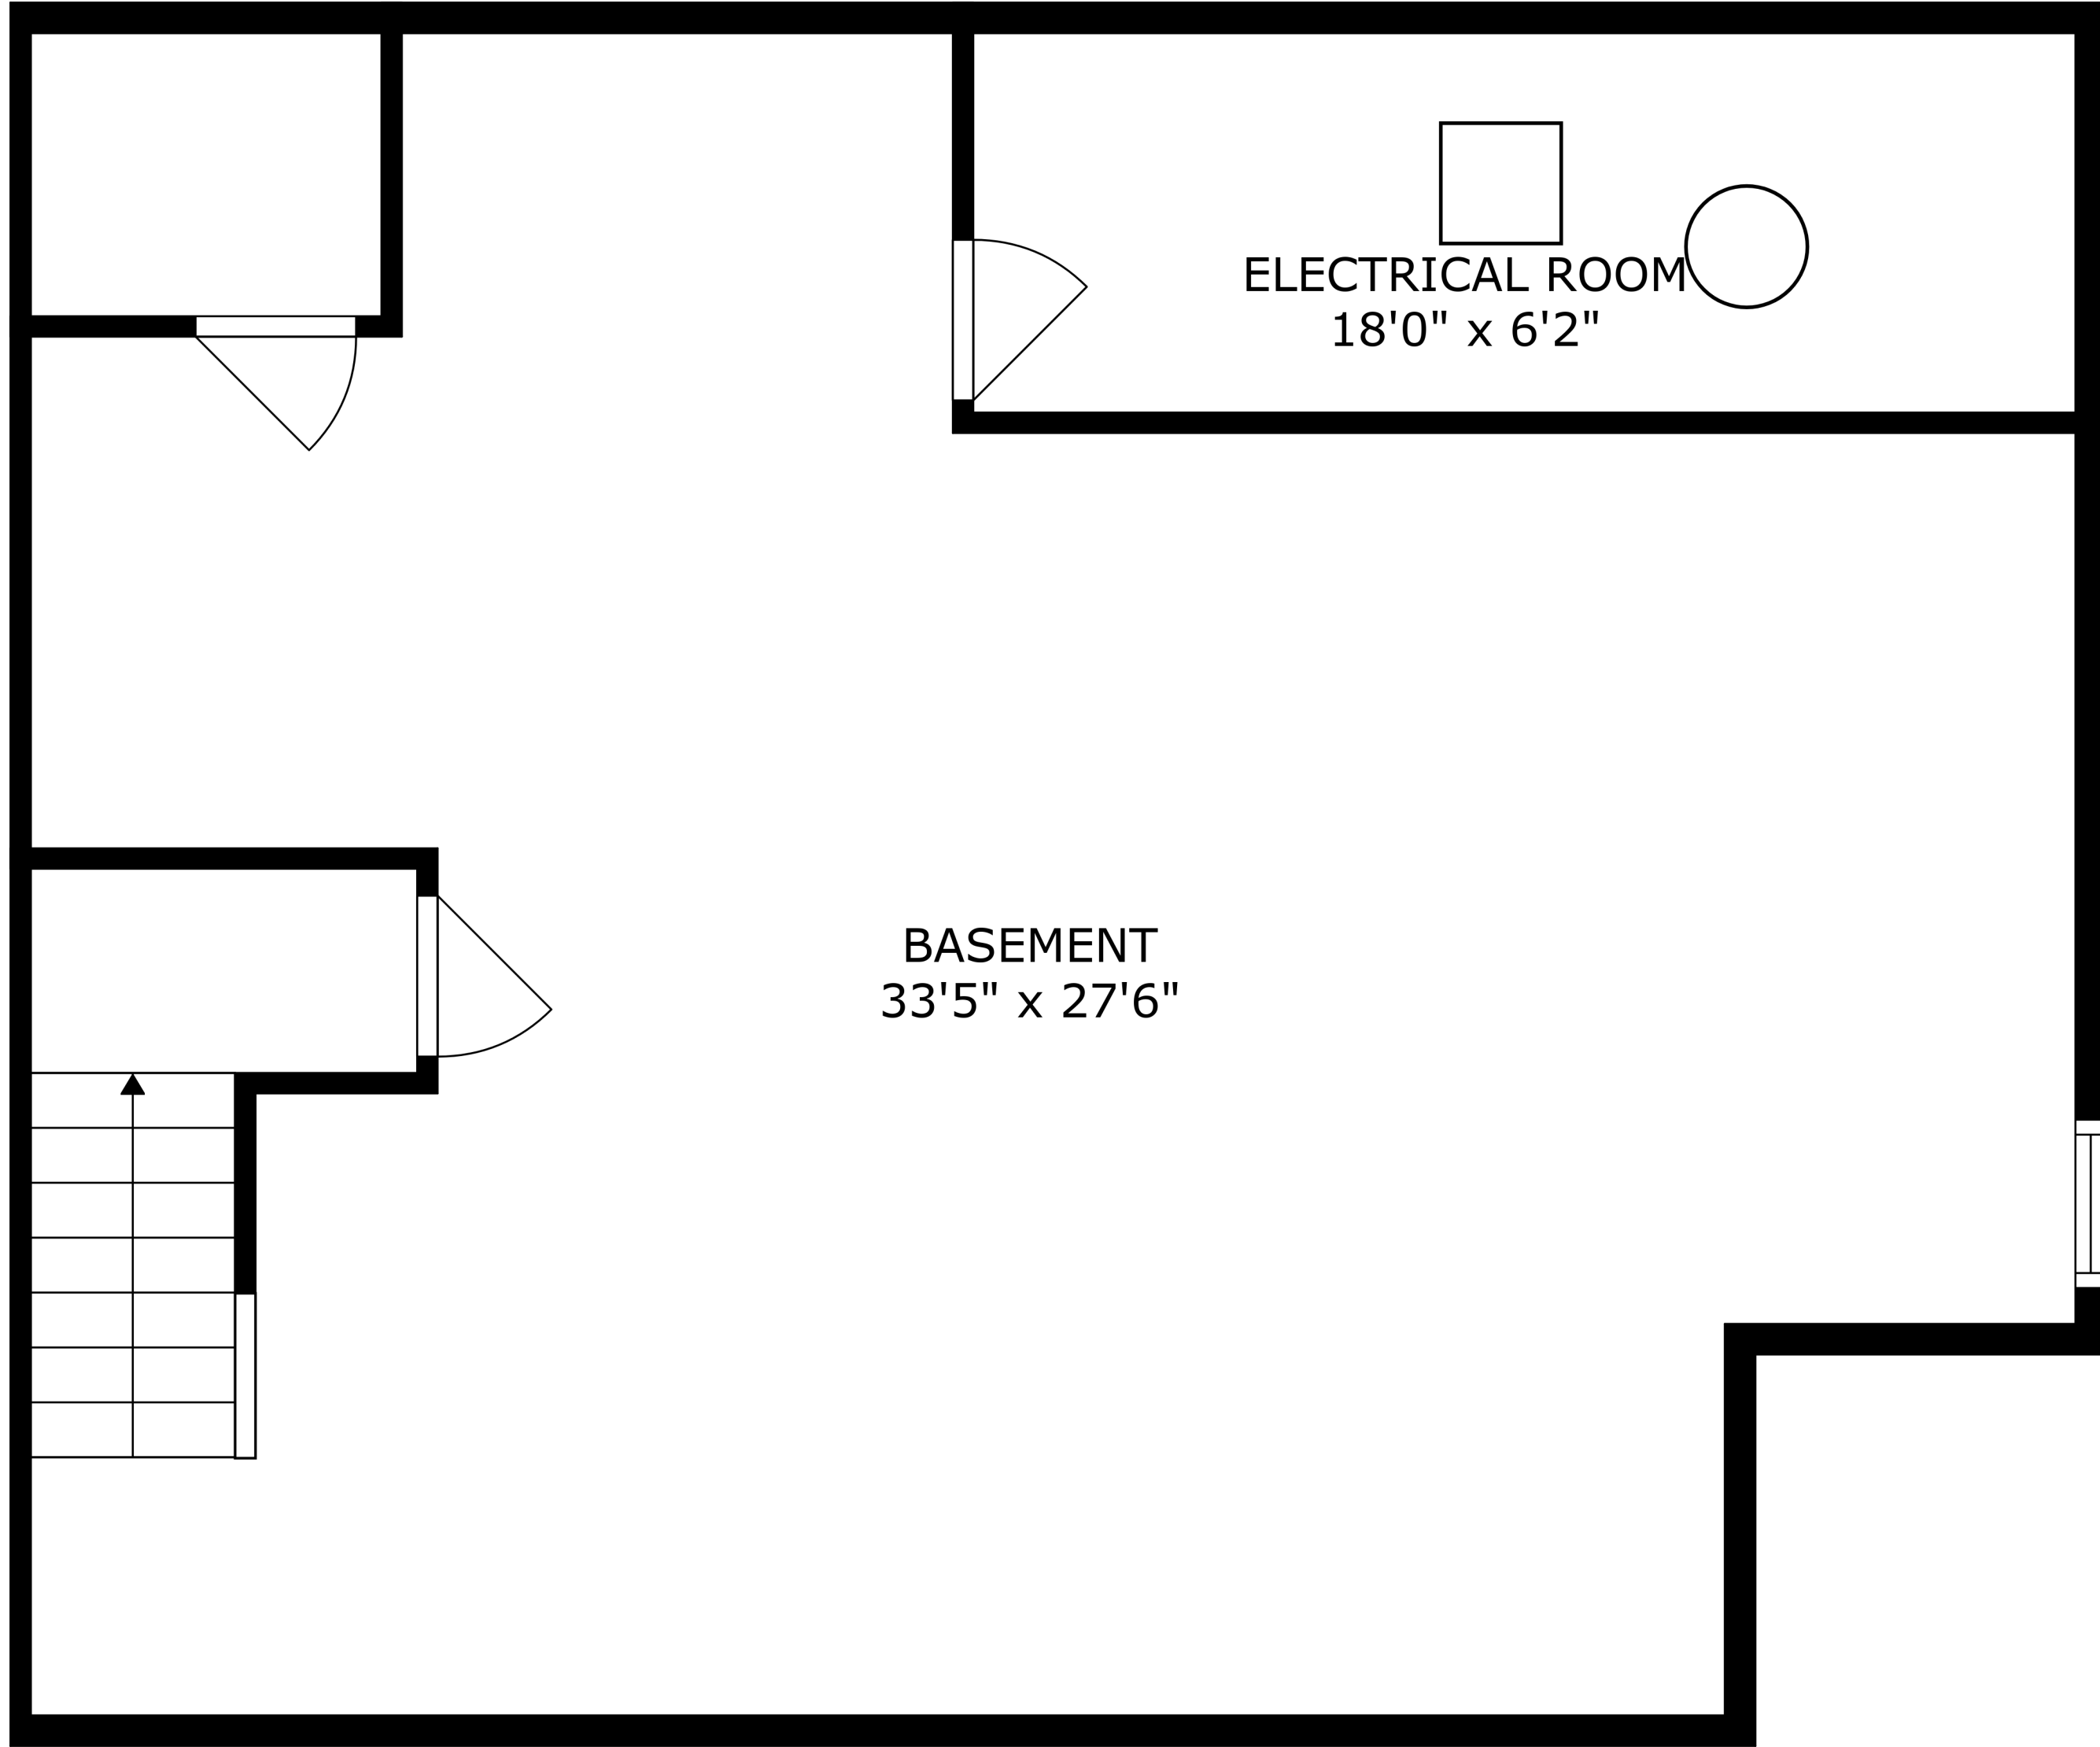 ELECTRICAL ROOM
18'0" x 6'2"
BASEMENT
33'5" x 27'6"